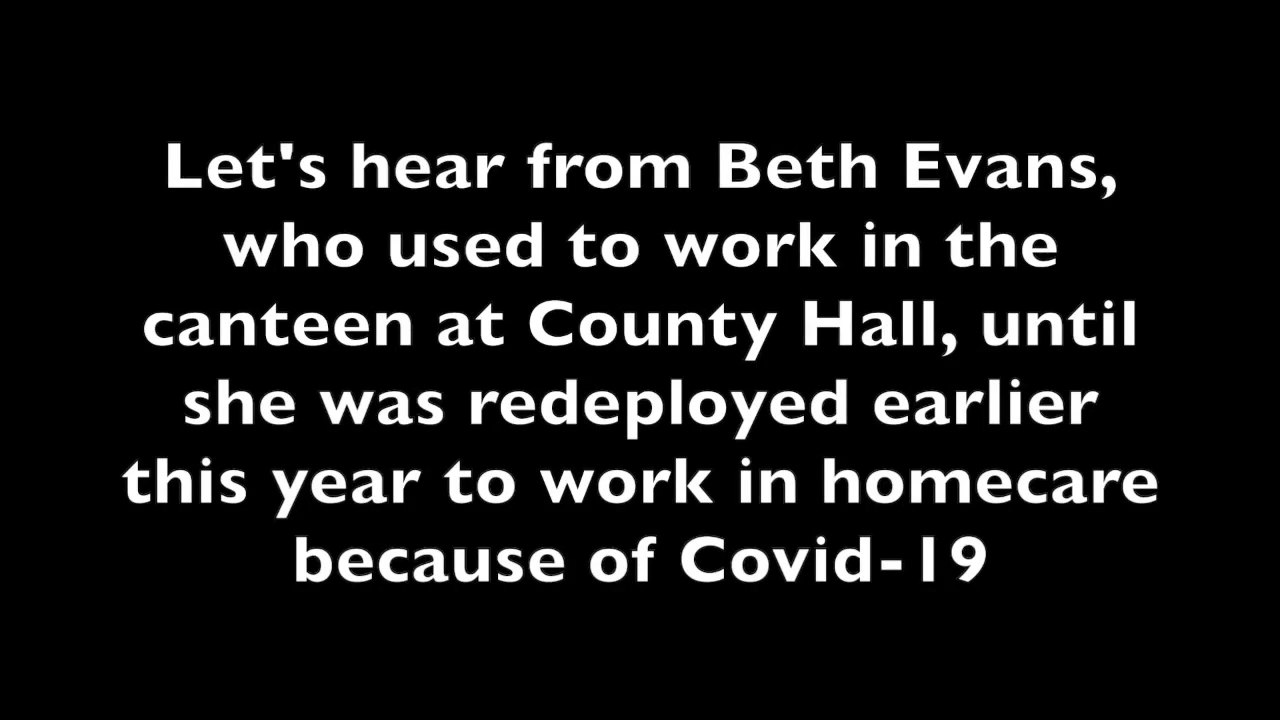 Let's hear from Beth Evans,
who used to work in the
canteen at County Hall, until
she was redeployed earlier
this year to work in homecare
because of Covid-19